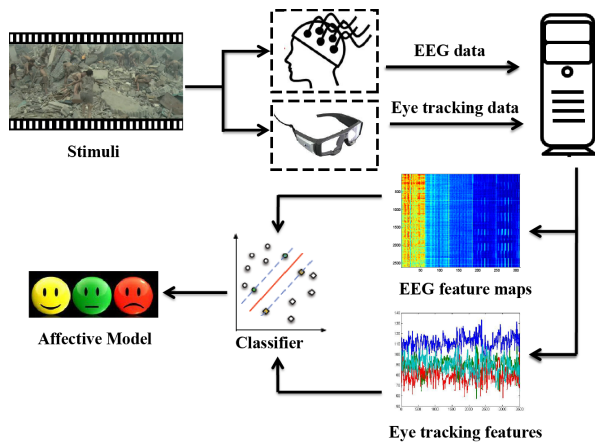 EEG data
Eye tracking data
Stimuli
EEG feature maps
Affective Model
Classifier
Eye tracking features